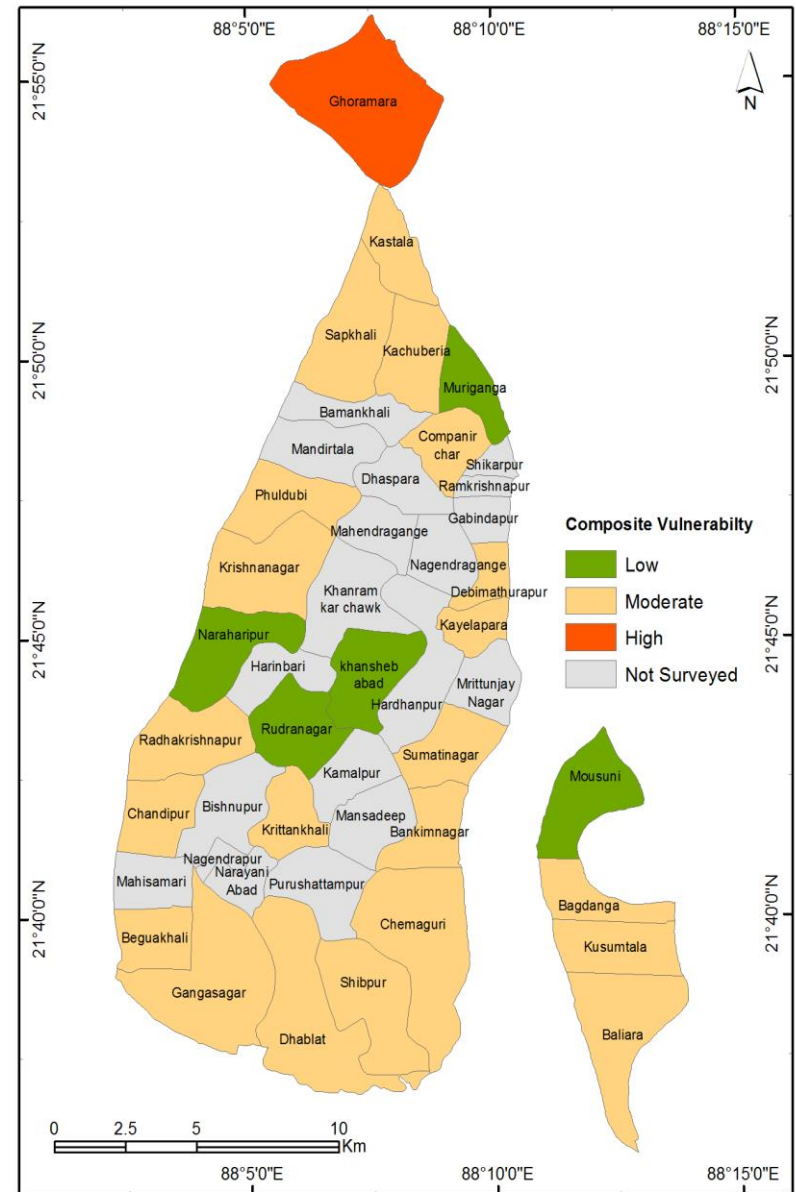 88°5'0"E
88°10'0"E
88°15'0"E
21°55'0"N
21°55'0"N
N
Ghoramara
Kastala
Sapkhali
Kachuberia
21°50'0"N
21°50'0"N
Muriganga
Bamankhali
Companir
char
Mandirtala
Shikarpur
Dhaspara
Ramkrishnapur
Phuldubi
Gabindapur
Mahendragange
Composite Vulnerabilty
Low
Moderate
High
Not Surveyed
Nagendragange
Krishnanagar
Khanram
kar chawk
Debimathurapur
Kayelapara
21°45'0"N
21°45'0"N
Naraharipur
Harinbari
khansheb
abad
Mrittunjay
Nagar
Hardhanpur
Rudranagar
Radhakrishnapur
Sumatinagar
Kamalpur
Mousuni
Chandipur
Bishnupur
Krittankhali
Mansadeep
Bankimnagar
Nagendrapur
Narayani
Abad
Mahisamari
Purushattampur
Bagdanga
21°40'0"N
21°40'0"N
Beguakhali
Chemaguri
Kusumtala
Gangasagar
Shibpur
Dhablat
Baliara
0 2.5 5 10
Km
88°5'0"E
88°10'0"E
88°15'0"E